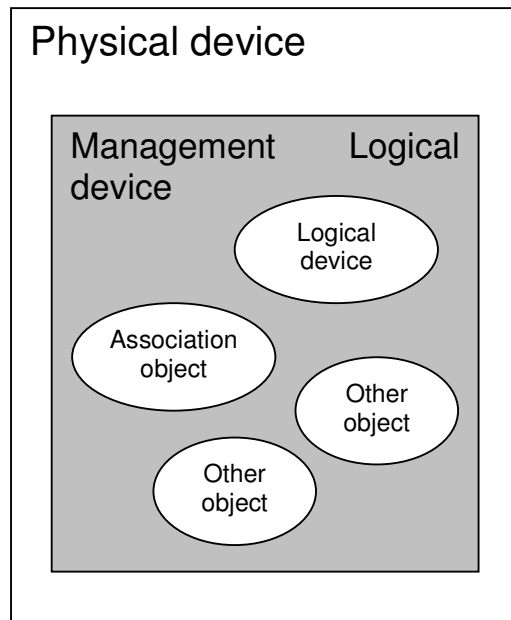 Physical device
Management Logical
device
Logical
device
Association
object
Other
object
Other
object